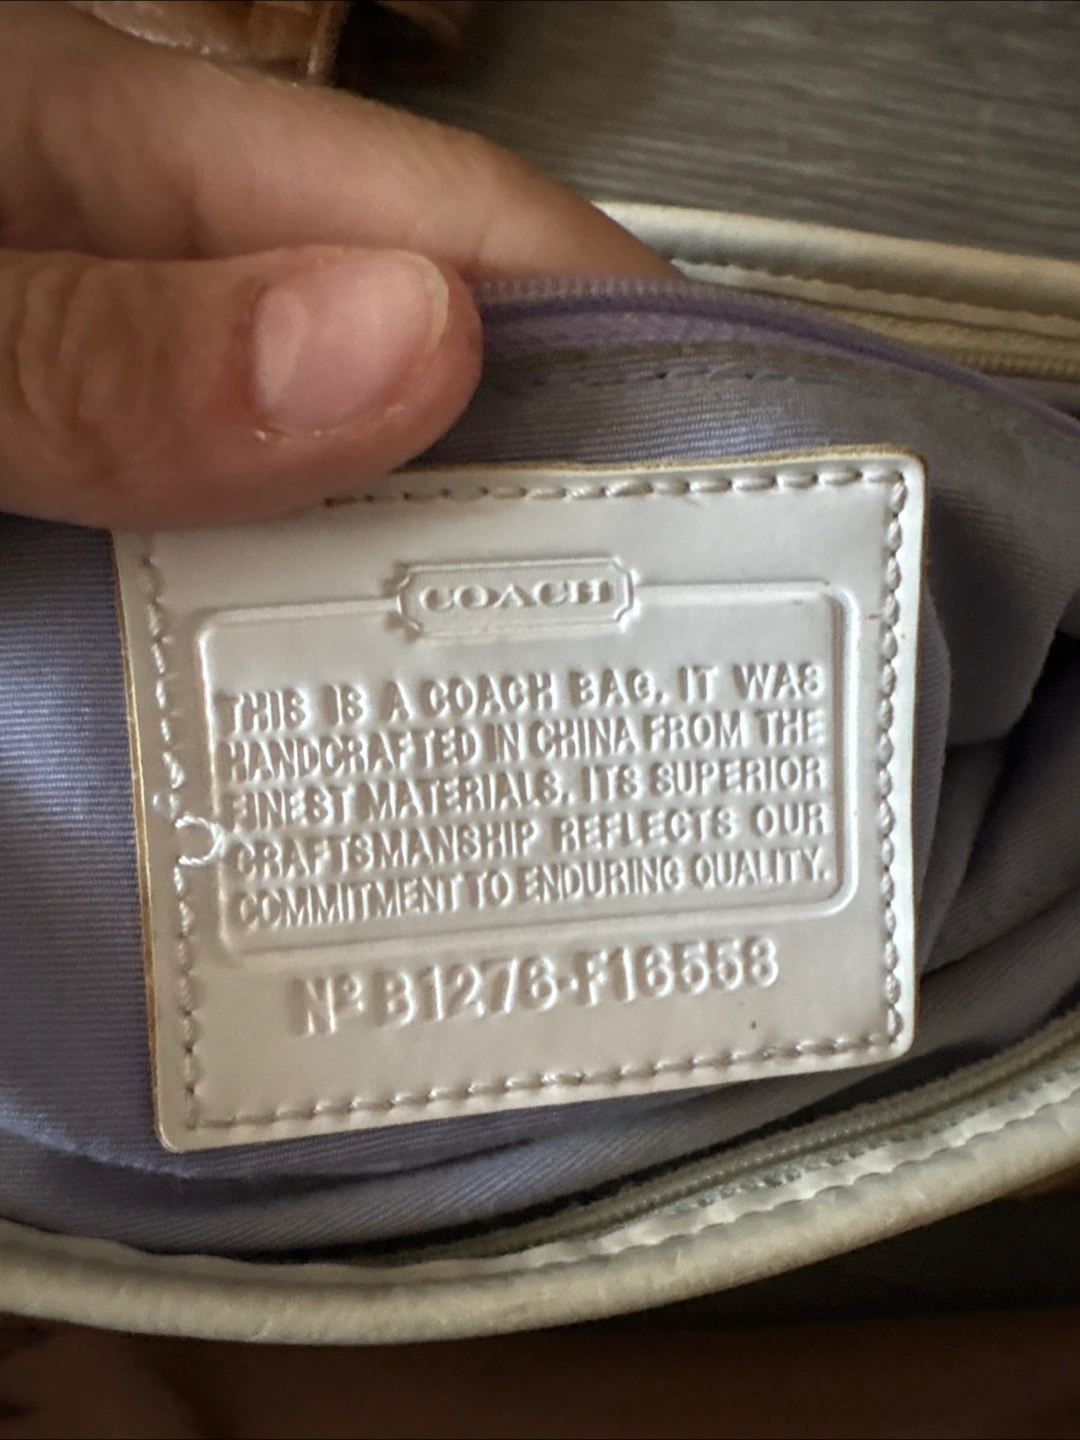 COACH
THIS IS A COACH BAG. IT WAS
HANDCRAFTED IN CHINA FROM THE
FINEST MATERIALS. ITS SUPERIOR
CRAFTSMANSHIP REFLECTS OUR
COMMITMENT TO ENDURING QUALITY.
Nº B1276-F16558